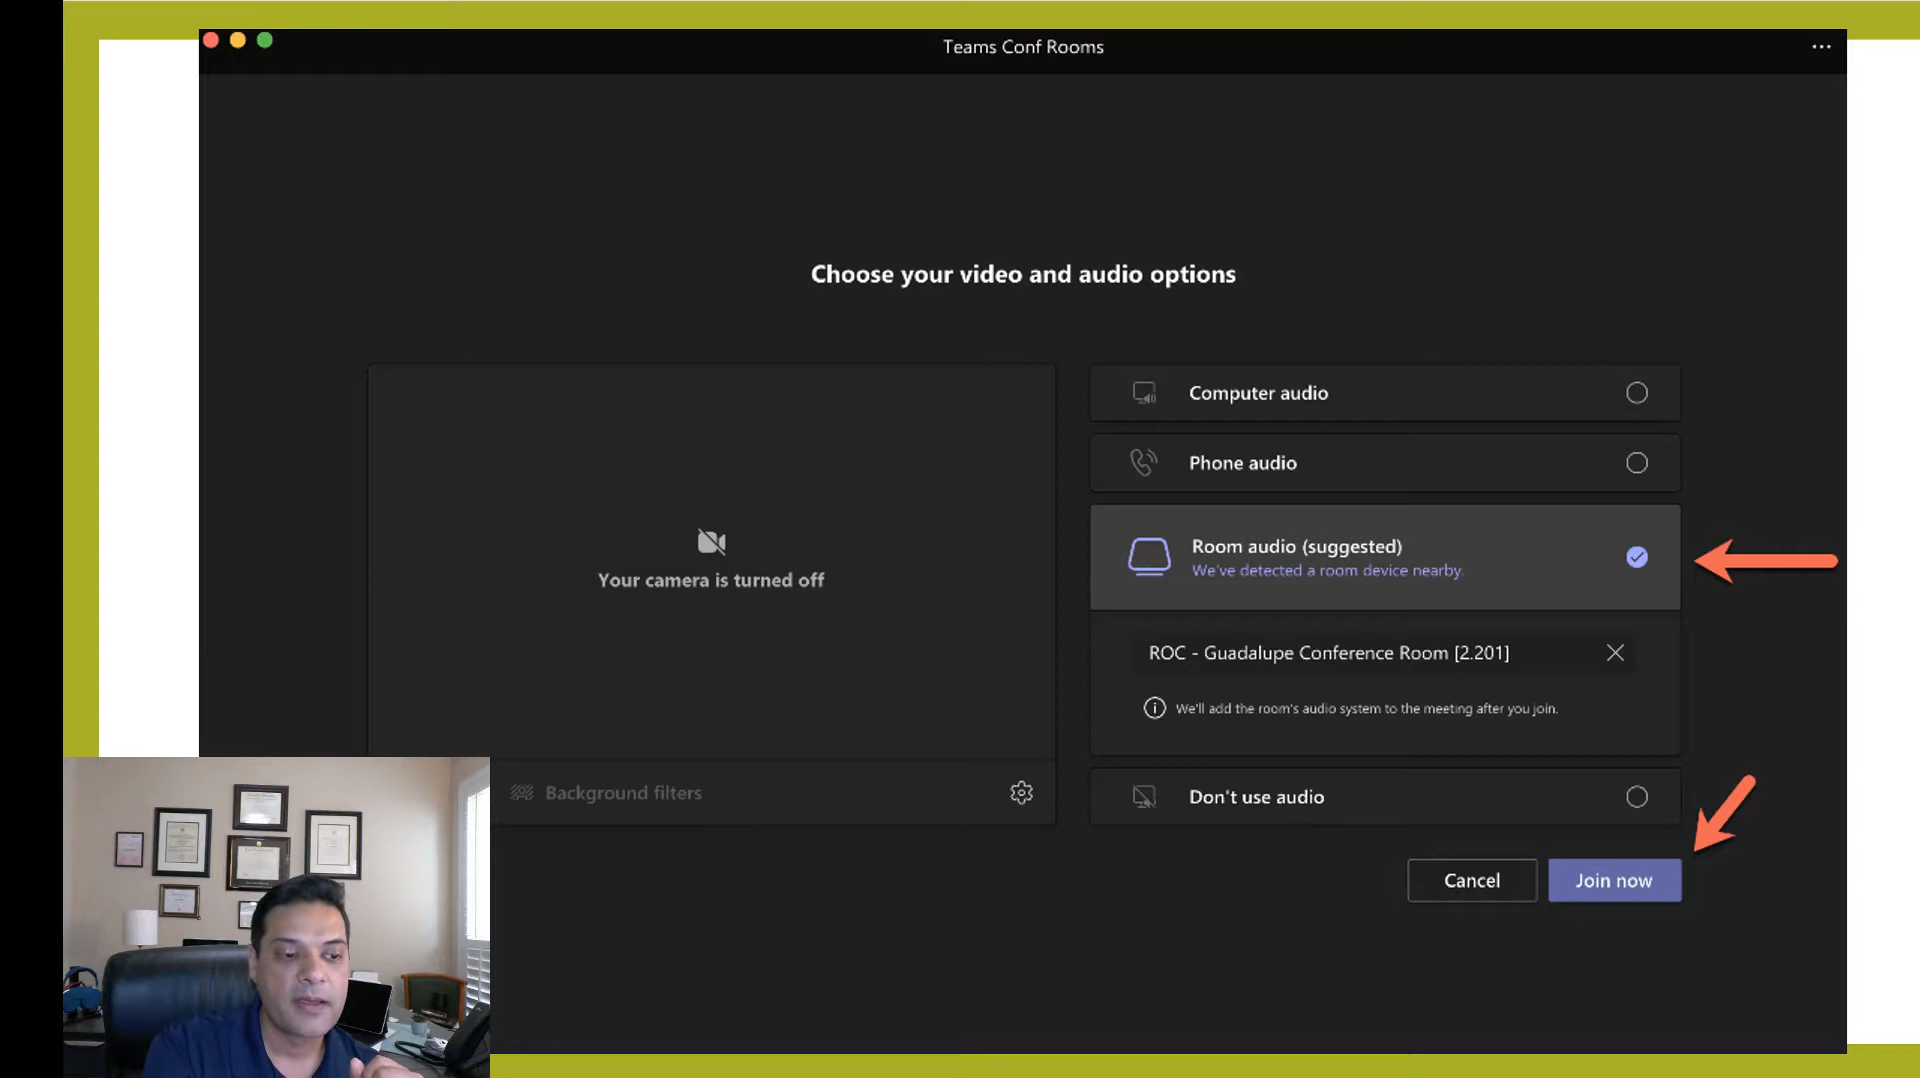 Teams Conf Rooms
Choose your video and audio options
Computer audio
Phone audio
Room audio (suggested)
We've detected a room device nearby.
Your camera is turned off
ROC - Guadalupe Conference Room [2.201]
We'll add the room's audio system to the meeting after you join.
Background filters
Don't use audio
Cancel
Join now